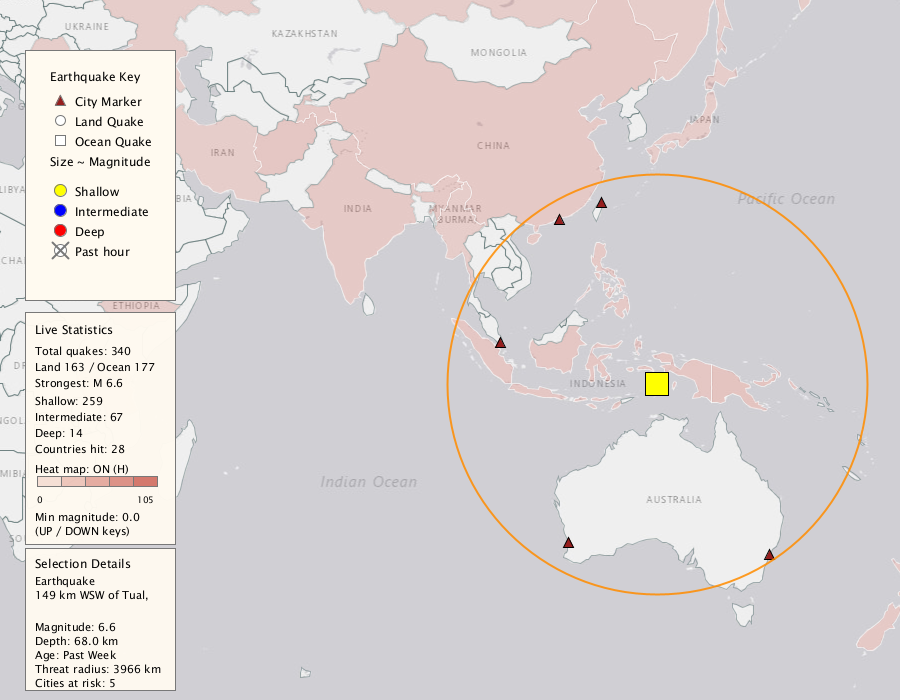 UKRAINE
KAZAKHSTAN
MONGOLIA
JAPAN
CHINA
IRAN
INDIA
MYANMAR
(BURMA)
Pacific Ocean
ETHIOPIA
INDONESIA
Indian Ocean
AUSTRALIA
Earthquake Key
City Marker
Land Quake
Ocean Quake
Size ~ Magnitude
Shallow
Intermediate
Deep
Past hour
Live Statistics
Total quakes: 340
Land 163 / Ocean 177
Strongest: M 6.6
Shallow: 259
Intermediate: 67
Deep: 14
Countries hit: 28
Heat map: ON (H)
0 105
Min magnitude: 0.0
(UP / DOWN keys)
Selection Details
Earthquake
149 km WSW of Tual,
Magnitude: 6.6
Depth: 68.0 km
Age: Past Week
Threat radius: 3966 km
Cities at risk: 5